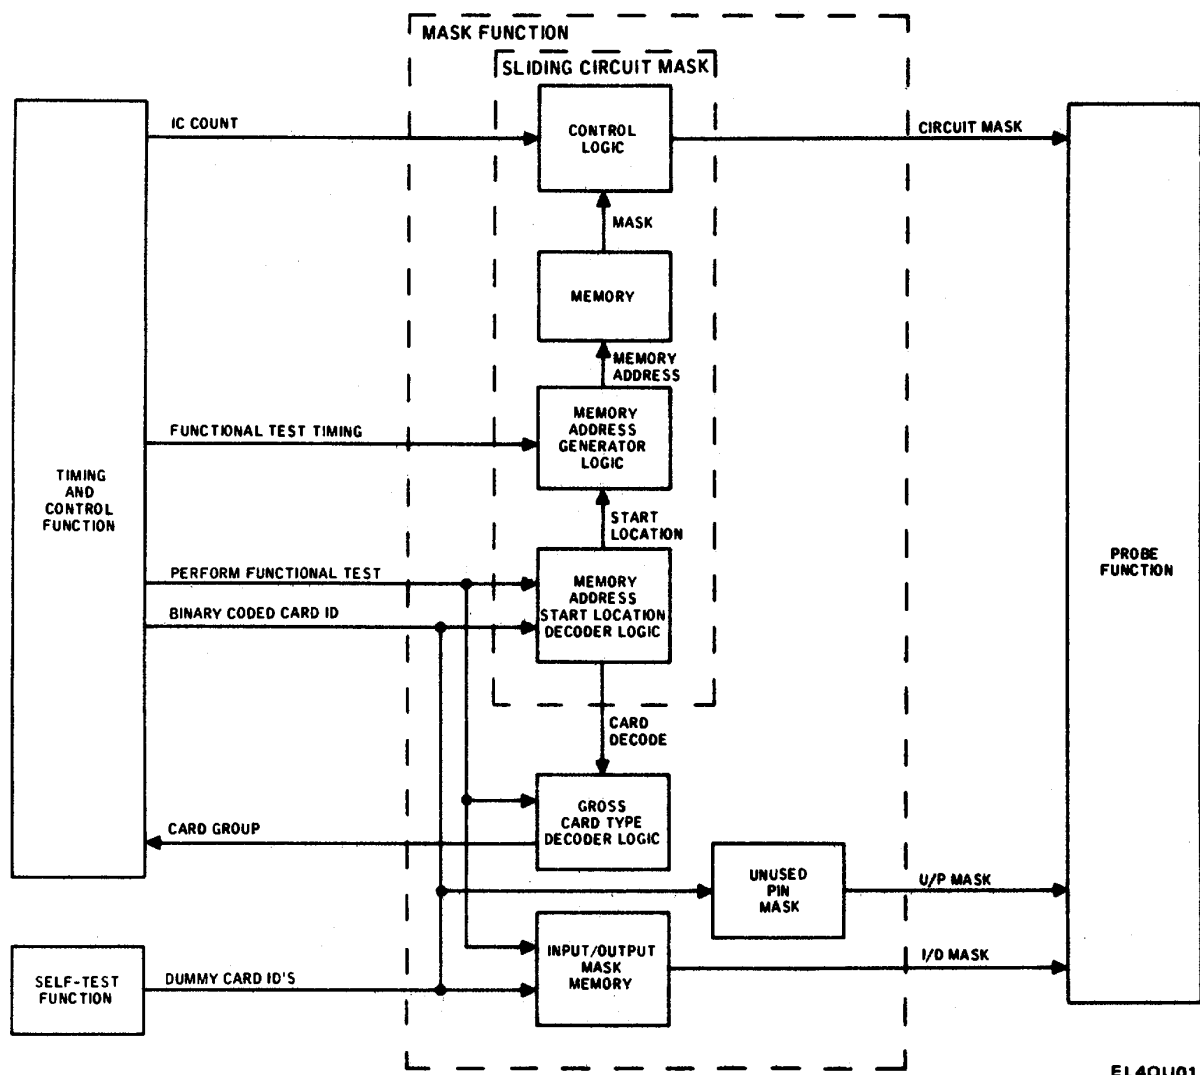 MASK FUNCTION
SLIDING CIRCUIT MASK
IC COUNT
CONTROL
LOGIC
CIRCUIT MASK
MASK
MEMORY
MEMORY
ADDRESS
FUNCTIONAL TEST TIMING
MEMORY
ADDRESS
GENERATOR
LOGIC
TIMING
AND
CONTROL
FUNCTION
START
LOCATION
PROBE
FUNCTION
PERFORM FUNCTIONAL TEST
BINARY CODED CARD ID
MEMORY
ADDRESS
START LOCATION
DECODER LOGIC
CARD
DECODE
GROSS
CARD TYPE
DECODER LOGIC
CARD GROUP
UNUSED
PIN
MASK
U/P MASK
INPUT/OUTPUT
MASK
MEMORY
I/O MASK
SELF-TEST
FUNCTION
DUMMY CARD ID'S